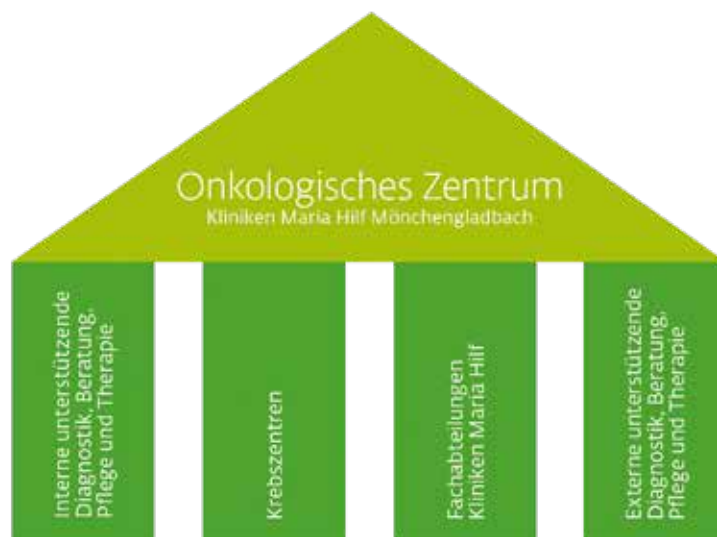 Onkologisches Zentrum
Kliniken Maria Hilf Mönchengladbach
Interne unterstützende
Diagnostik, Beratung,
Pflege und Therapie
Krebszentren
Fachabteilungen
Kliniken Maria Hilf
Externe unterstützende
Diagnostik, Beratung,
Pflege und Therapie